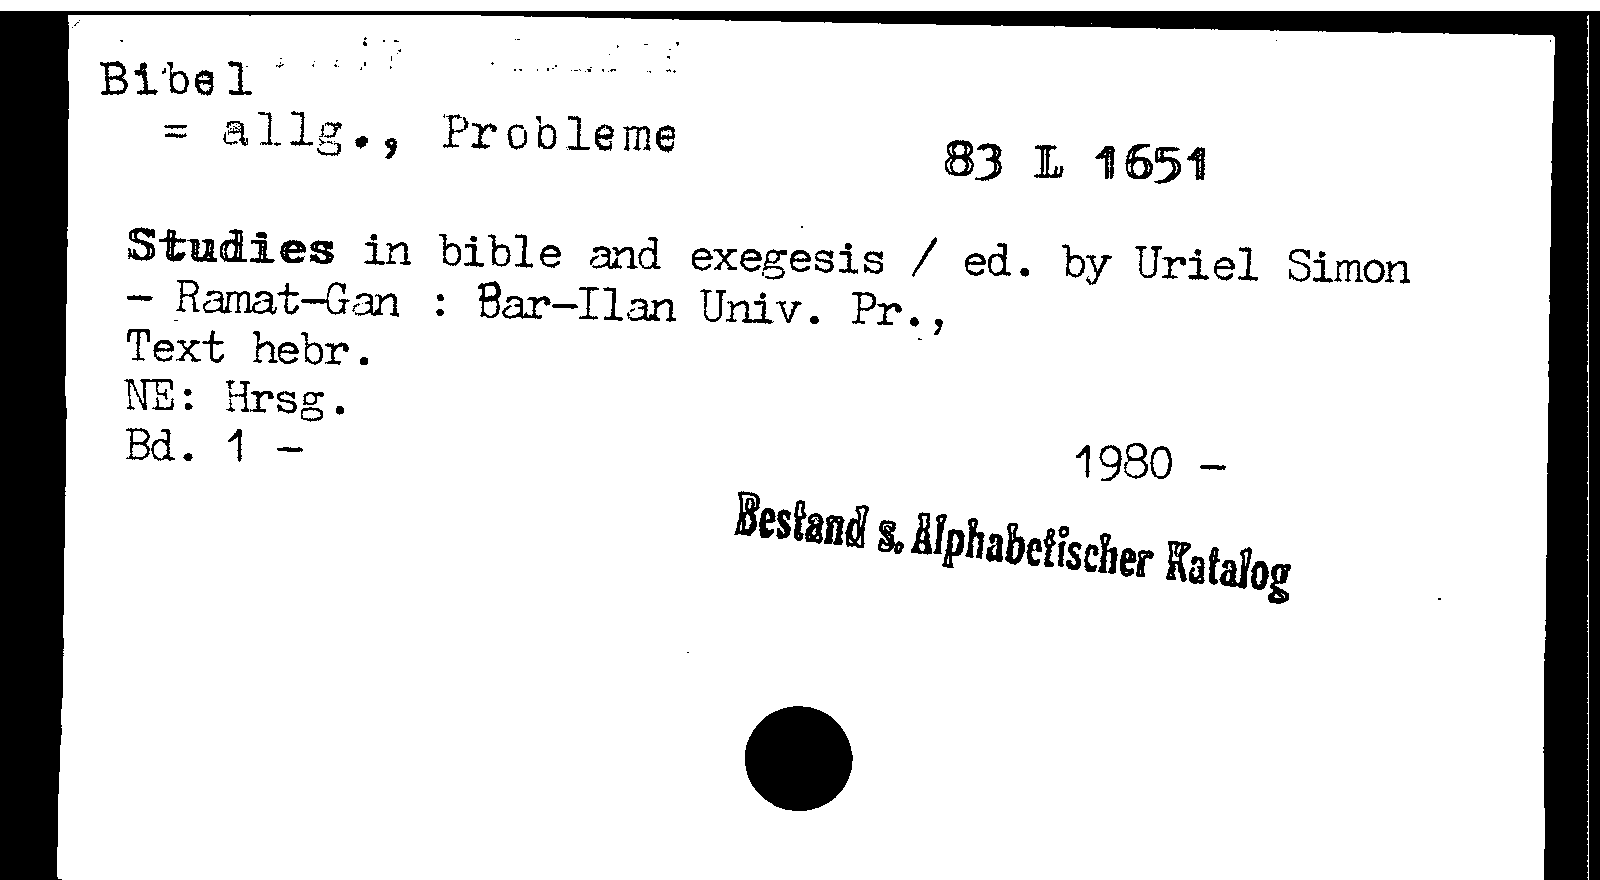 Bibel
= allg., Probleme
83 L 1651
Studies in bible and exegesis / ed. by Uriel Simon
- Ramat-Gan : Bar-Ilan Univ. Pr.,
Text hebr.
NE: Hrsg.
Bd. 1 - 1980 -
Bestand s. Alphabetischer Katalog